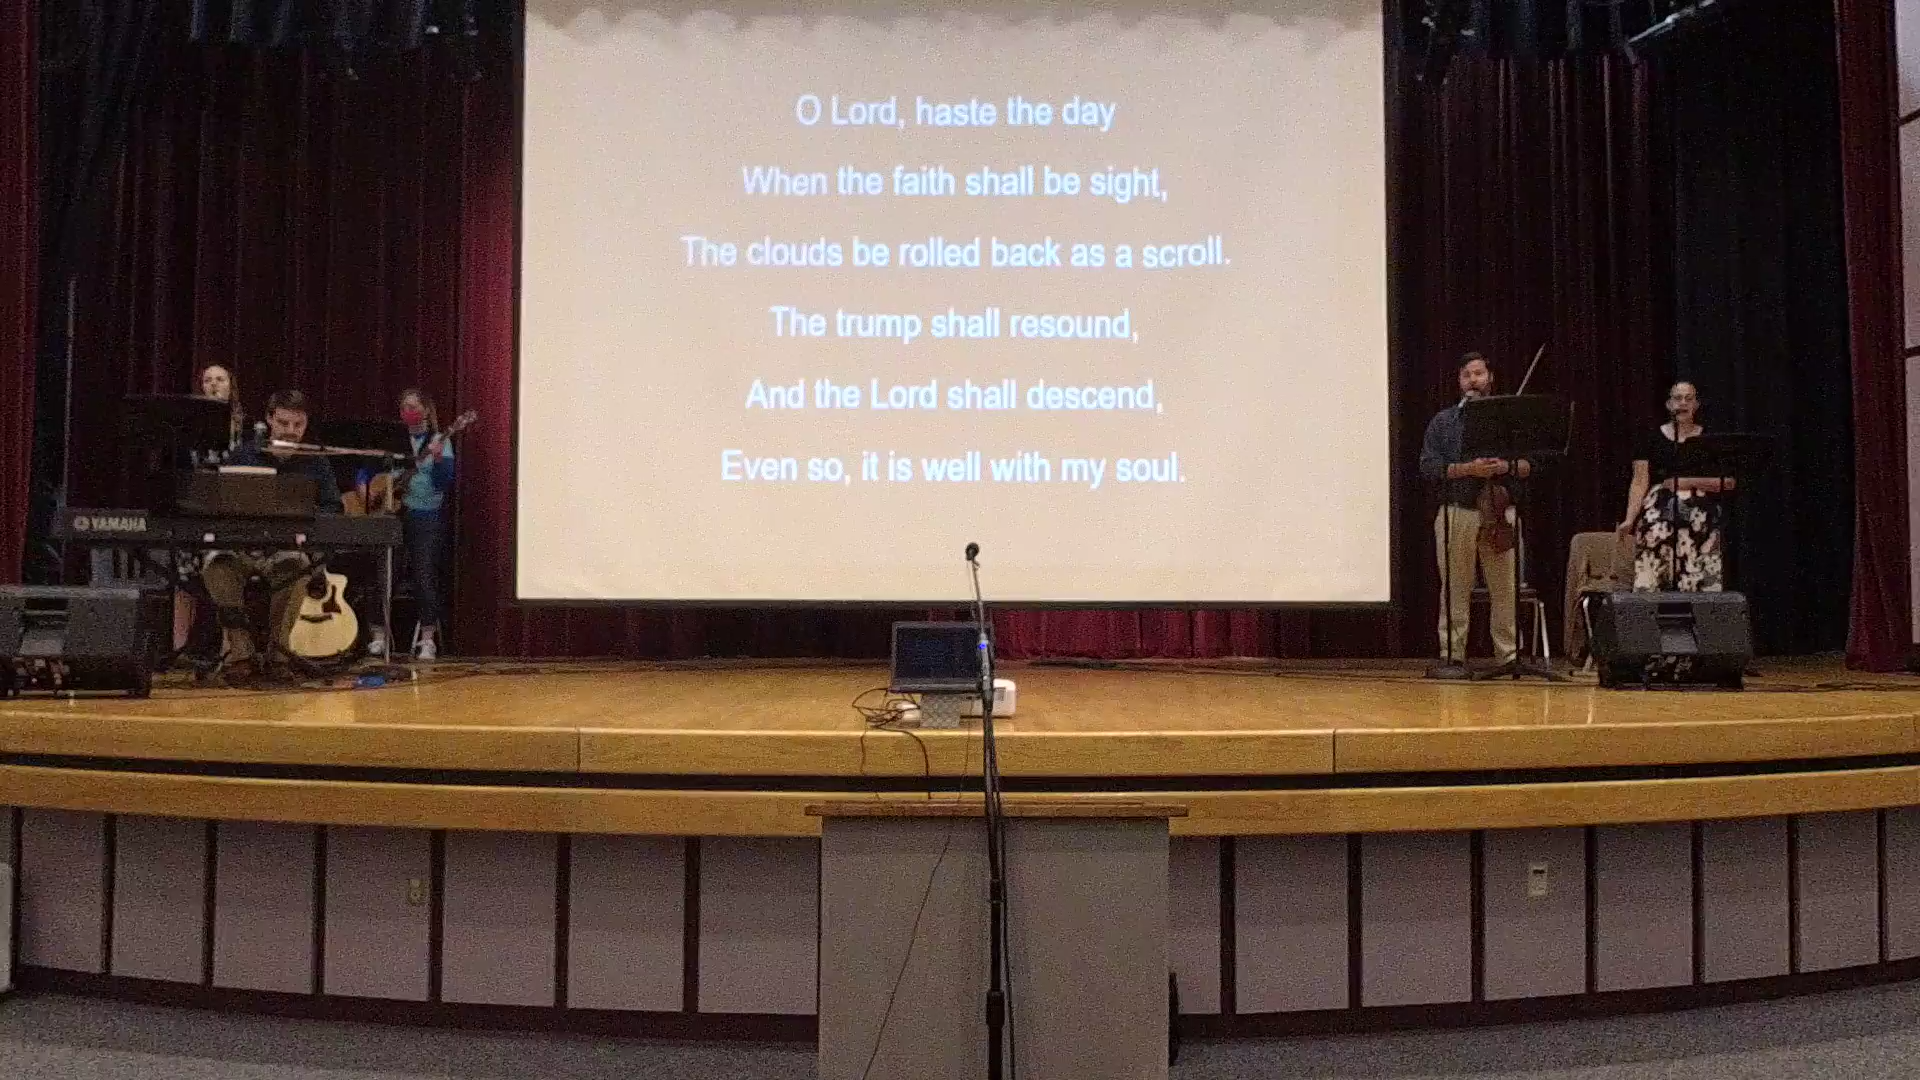 O Lord, haste the day
When the faith shall be sight,
The clouds be rolled back as a scroll.
The trump shall resound,
And the Lord shall descend,
Even so, it is well with my soul.
YAMAHA